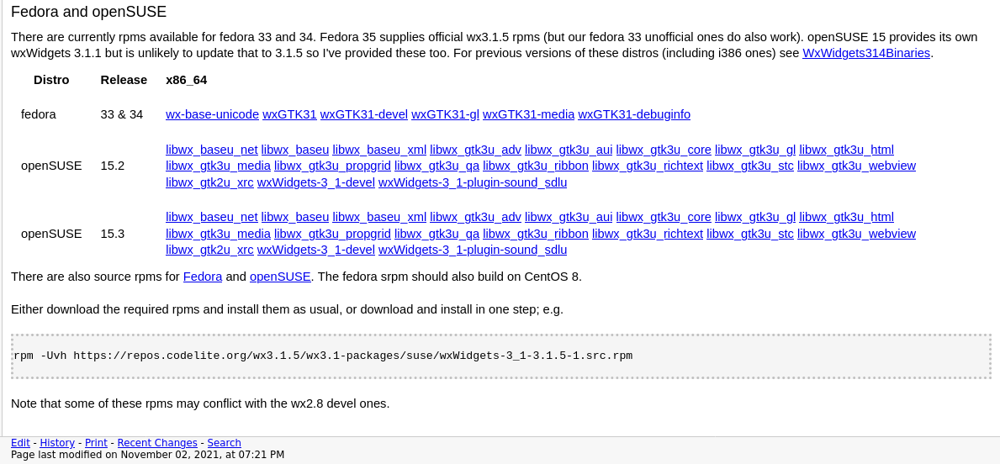 Fedora and openSUSE
There are currently rpms available for fedora 33 and 34. Fedora 35 supplies official wx3.1.5 rpms (but our fedora 33 unofficial ones do also work). openSUSE 15 provides its own
wxWidgets 3.1.1 but is unlikely to update that to 3.1.5 so I've provided these too. For previous versions of these distros (including i386 ones) see WxWidgets314Binaries.
Distro Release x86_64
fedora 33 & 34 wx-base-unicode wxGTK31 wxGTK31-devel wxGTK31-gl wxGTK31-media wxGTK31-debuginfo
libwx_baseu_net libwx_baseu libwx_baseu_xml libwx_gtk3u_adv libwx_gtk3u_aui libwx_gtk3u_core libwx_gtk3u_gl libwx_gtk3u_html
openSUSE 15.2 libwx_gtk3u_media libwx_gtk3u_propgrid libwx_gtk3u_qa libwx_gtk3u_ribbon libwx_gtk3u_richtext libwx_gtk3u_stc libwx_gtk3u_webview
libwx_gtk2u_xrc wxWidgets-3_1-devel wxWidgets-3_1-plugin-sound_sdlu
libwx_baseu_net libwx_baseu libwx_baseu_xml libwx_gtk3u_adv libwx_gtk3u_aui libwx_gtk3u_core libwx_gtk3u_gl libwx_gtk3u_html
openSUSE 15.3 libwx_gtk3u_media libwx_gtk3u_propgrid libwx_gtk3u_qa libwx_gtk3u_ribbon libwx_gtk3u_richtext libwx_gtk3u_stc libwx_gtk3u_webview
libwx_gtk2u_xrc wxWidgets-3_1-devel wxWidgets-3_1-plugin-sound_sdlu
There are also source rpms for Fedora and openSUSE. The fedora srpm should also build on CentOS 8.
Either download the required rpms and install them as usual, or download and install in one step; e.g.
rpm -Uvh https://repos.codelite.org/wx3.1.5/wx3.1-packages/suse/wxWidgets-3_1-3.1.5-1.src.rpm
Note that some of these rpms may conflict with the wx2.8 devel ones.
Edit - History - Print - Recent Changes - Search
Page last modified on November 02, 2021, at 07:21 PM